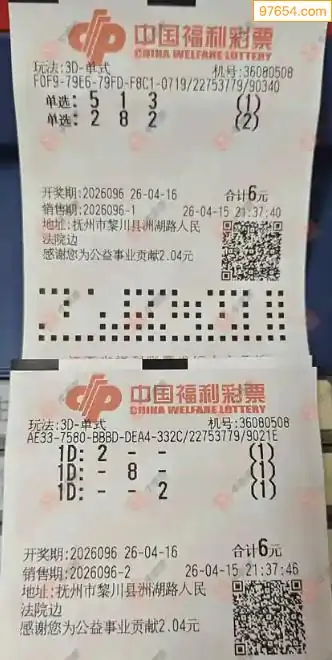 97654.com
中国福利彩票
CHINA WELFARE LOTTERY
玩法:3D-单式 机号:36080508
F0F9-79E6-79FD-F8C1-0719/22753779/90340
单选: 5 1 3 (1)
单选: 2 8 2 (2)
开奖期:2026096 26-04-16 合计6元
销售期:2026096-1 26-04-15 21:37:40
地址:抚州市黎川县洲湖路人民
法院边
感谢您为公益事业贡献2.04元
中国福利彩票
CHINA WELFARE LOTTERY
玩法:3D-单式 机号:36080508
AE33-7580-BBBD-DEA4-332C/22753779/9021E
1D: 2 - - (1)
1D: - 8 - (1)
1D: - - 2 (1)
开奖期:2026096 26-04-16 合计6元
销售期:2026096-2 26-04-15 21:37:46
地址:抚州市黎川县洲湖路人民
法院边
感谢您为公益事业贡献2.04元